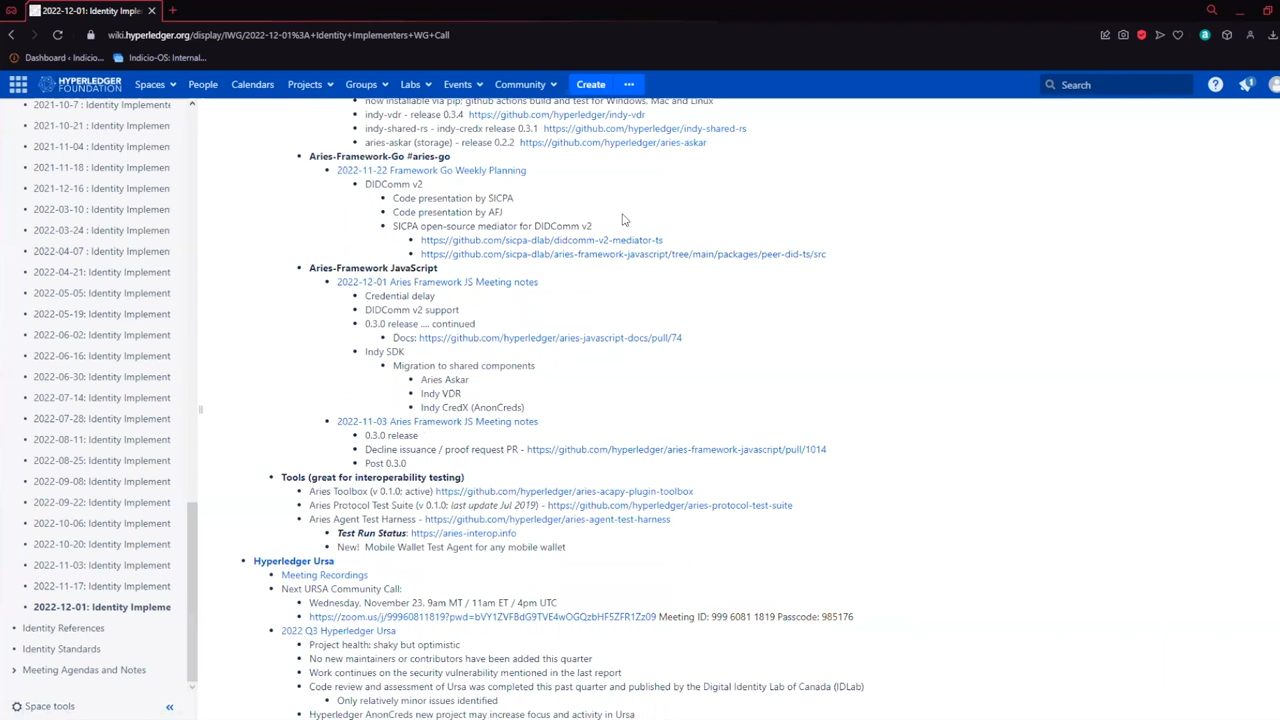 2022-12-01: Identity Imple
wiki.hyperledger.org/display/IWG/2022-12-01%3A+Identity+Implementers+WG+Call
Dashboard ‹ Indicio...
Indicio-OS: Internal...
HYPERLEDGER FOUNDATION
Spaces
People
Calendars
Projects
Groups
Labs
Events
Community
Create
Search
2021-10-7 : Identity Implemente
2021-10-21 : Identity Implemen
2021-11-04 : Identity Implemen
2021-11-18 : Identity Implemen
2021-12-16 : Identity Implemen
2022-03-10 : Identity Implemen
2022-03-24 : Identity Implemen
2022-04-07: Identity Implemen
2022-04-21: Identity Implemen
2022-05-05: Identity Implemen
2022-05-19: Identity Implemen
2022-06-02: Identity Implemen
2022-06-16: Identity Implemen
2022-06-30: Identity Implemen
2022-07-14: Identity Implemen
2022-07-28: Identity Implemen
2022-08-11: Identity Implemen
2022-08-25: Identity Implemen
2022-09-08: Identity Implemen
2022-09-22: Identity Implemen
2022-10-06: Identity Implemen
2022-10-20: Identity Implemen
2022-11-03: Identity Implemen
2022-11-17: Identity Implemen
2022-12-01: Identity Impleme
Identity References
Identity Standards
Meeting Agendas and Notes
Space tools
now installable via pip; github actions build and test for Windows, Mac and Linux
indy-vdr - release 0.3.4 https://github.com/hyperledger/indy-vdr
indy-shared-rs - indy-credx release 0.3.1 https://github.com/hyperledger/indy-shared-rs
aries-askar (storage) - release 0.2.2 https://github.com/hyperledger/aries-askar
Aries-Framework-Go #aries-go
2022-11-22 Framework Go Weekly Planning
DIDComm v2
Code presentation by SICPA
Code presentation by AFJ
SICPA open-source mediator for DIDComm v2
https://github.com/sicpa-dlab/didcomm-v2-mediator-ts
https://github.com/sicpa-dlab/aries-framework-javascript/tree/main/packages/peer-did-ts/src
Aries-Framework JavaScript
2022-12-01 Aries Framework JS Meeting notes
Credential delay
DIDComm v2 support
0.3.0 release .... continued
Docs: https://github.com/hyperledger/aries-javascript-docs/pull/74
Indy SDK
Migration to shared components
Aries Askar
Indy VDR
Indy CredX (AnonCreds)
2022-11-03 Aries Framework JS Meeting notes
0.3.0 release
Decline issuance / proof request PR - https://github.com/hyperledger/aries-framework-javascript/pull/1014
Post 0.3.0
Tools (great for interoperability testing)
Aries Toolbox (v 0.1.0; active) https://github.com/hyperledger/aries-acapy-plugin-toolbox
Aries Protocol Test Suite (v 0.1.0: last update Jul 2019) - https://github.com/hyperledger/aries-protocol-test-suite
Aries Agent Test Harness - https://github.com/hyperledger/aries-agent-test-harness
Test Run Status: https://aries-interop.info
New! Mobile Wallet Test Agent for any mobile wallet
Hyperledger Ursa
Meeting Recordings
Next URSA Community Call:
Wednesday, November 23. 9am MT / 11am ET / 4pm UTC
https://zoom.us/j/99960811819?pwd=bVY1ZVFBdG9TVE4wOGQzbHF5ZFR1Zz09 Meeting ID: 999 6081 1819 Passcode: 985176
2022 Q3 Hyperledger Ursa
Project health: shaky but optimistic
No new maintainers or contributors have been added this quarter
Work continues on the security vulnerability mentioned in the last report
Code review and assessment of Ursa was completed this past quarter and published by the Digital Identity Lab of Canada (IDLab)
Only relatively minor issues identified
Hyperledger AnonCreds new project may increase focus and activity in Ursa